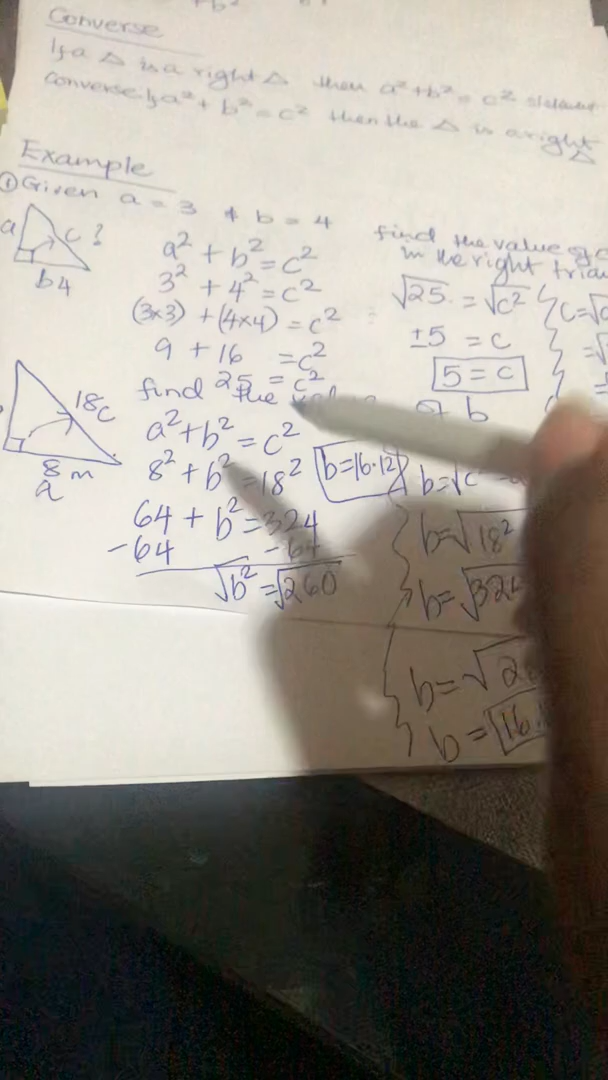 Converse
If a △ is a right △ then a² + b² = c²
Converse: If a² + b² = c² then the △ is a right △
Example
① Given a = 3 & b = 4
find the value of c
in the right
a
c ?
b 4
a² + b² = c²
3² + 4² = c²
(3×3) + (4×4) = c²
9 + 16 = c²
25 = c²
√25 = √c²
±5 = c
5 = c
find the
of b
18 c
8 m
a
a² + b² = c²
8² + b² = 18²
64 + b² = 324
-64 -64
√b² = √260
b = 16.12
b = √c²
b = √18²
b = √324
b = √2
b = 16.